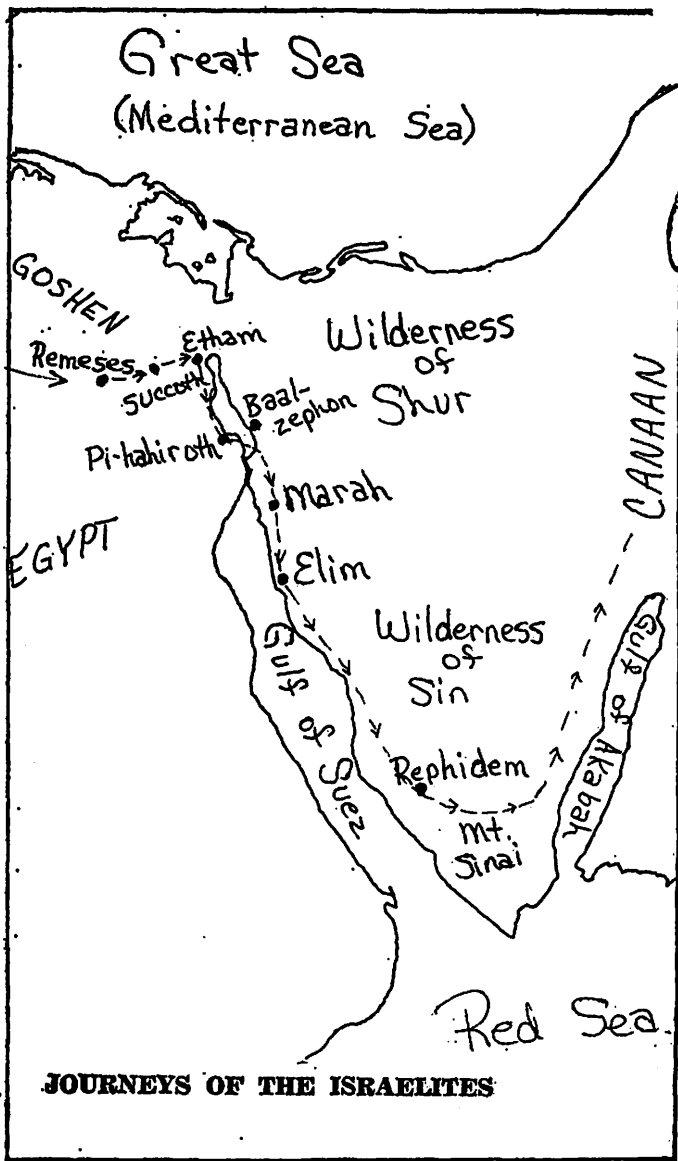 Great Sea
(Mediterranean Sea)
GOSHEN
Remeses
Succoth
Etham
Wilderness
of
Shur
Baal-
zephon
Pi-hahiroth
Marah
CANAAN
EGYPT
Elim
Wilderness
of
Sin
Gulf of Suez
Gulf of Akabah
Rephidem
Mt.
Sinai
Red Sea
JOURNEYS OF THE ISRAELITES